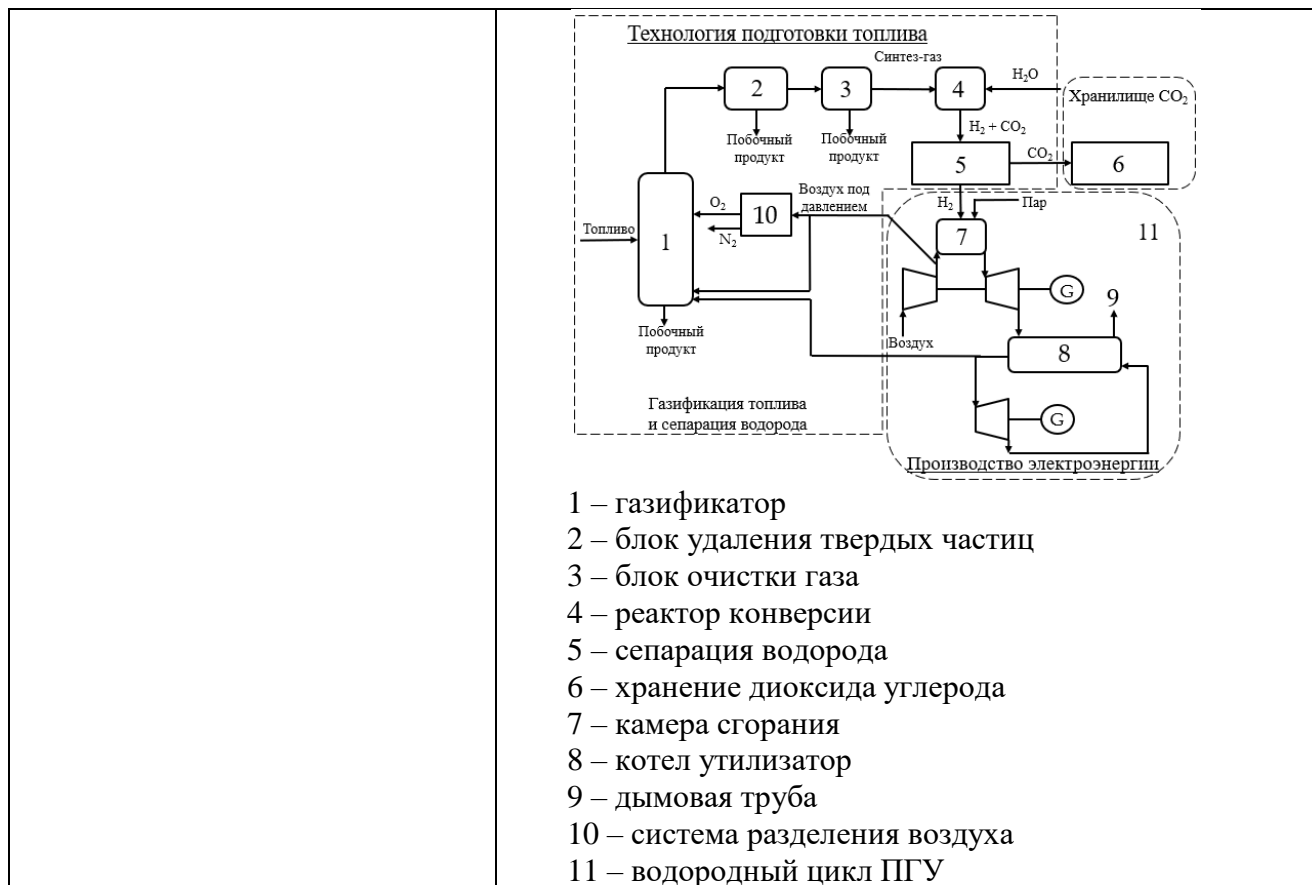 Технология подготовки топлива
Синтез-газ
2
3
4
H₂O
Хранилище CO₂
Побочный
продукт
Побочный
продукт
H₂ + CO₂
5
CO₂
6
Топливо
1
O₂
N₂
10
Воздух под
давлением
H₂
Пар
7
11
G
9
Побочный
продукт
Воздух
8
Газификация топлива
и сепарация водорода
G
Производство электроэнергии
1 – газификатор
2 – блок удаления твердых частиц
3 – блок очистки газа
4 – реактор конверсии
5 – сепарация водорода
6 – хранение диоксида углерода
7 – камера сгорания
8 – котел утилизатор
9 – дымовая труба
10 – система разделения воздуха
11 – водородный цикл ПГУ